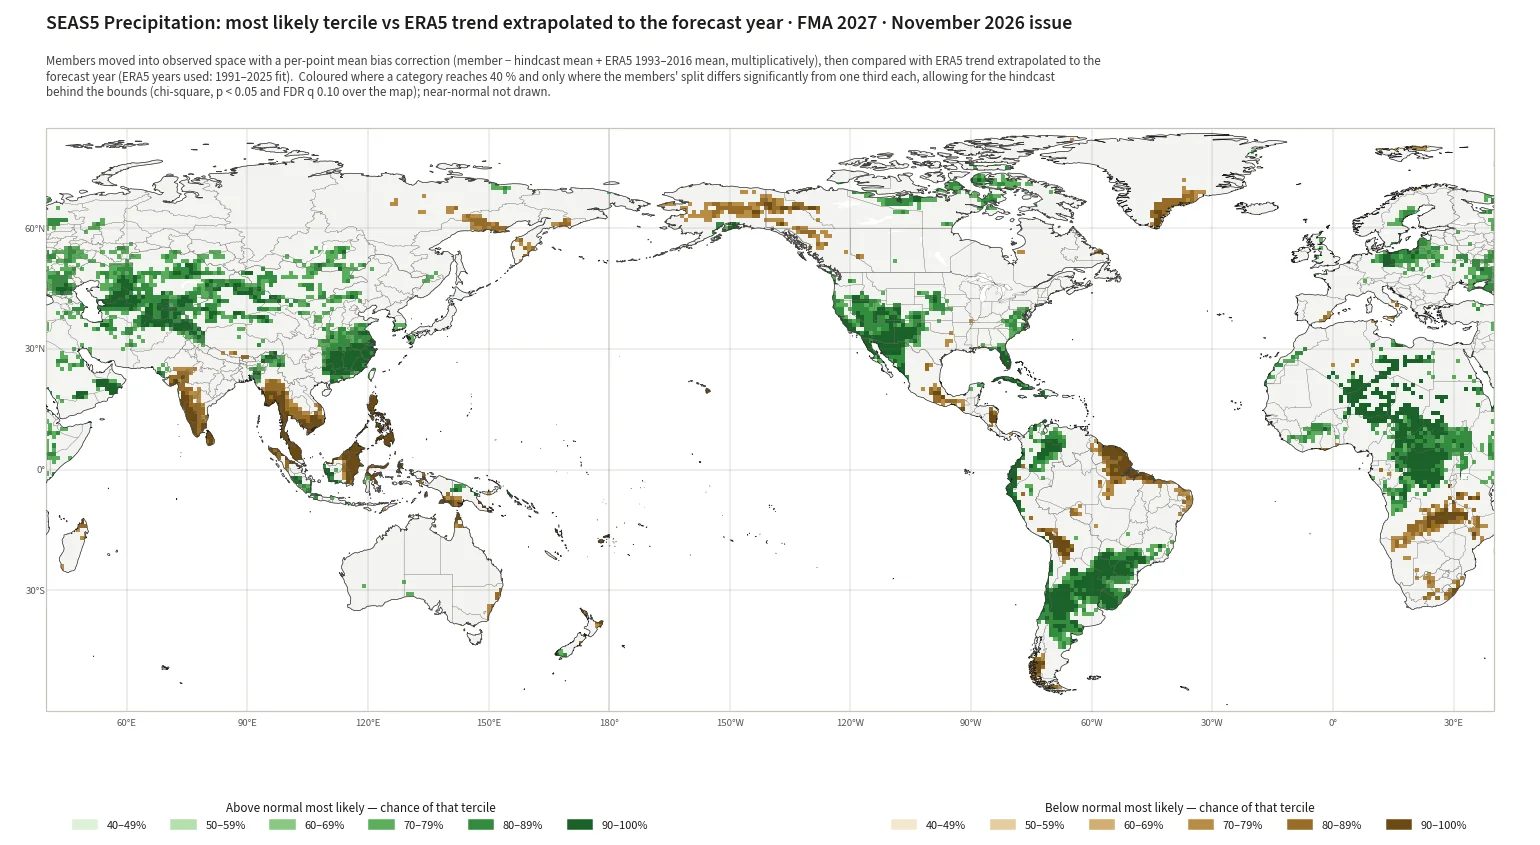 SEAS5 Precipitation: most likely tercile vs ERA5 trend extrapolated to the forecast year · FMA 2027 · November 2026 issue
Members moved into observed space with a per-point mean bias correction (member − hindcast mean + ERA5 1993–2016 mean, multiplicatively), then compared with ERA5 trend extrapolated to the
forecast year (ERA5 years used: 1991–2025 fit).  Coloured where a category reaches 40 % and only where the members' split differs significantly from one third each, allowing for the hindcast
behind the bounds (chi-square, p < 0.05 and FDR q 0.10 over the map); near-normal not drawn.
60°N
30°N
0°
30°S
60°E
90°E
120°E
150°E
180°
150°W
120°W
90°W
60°W
30°W
0°
30°E
Above normal most likely — chance of that tercile
40–49%
50–59%
60–69%
70–79%
80–89%
90–100%
Below normal most likely — chance of that tercile
40–49%
50–59%
60–69%
70–79%
80–89%
90–100%